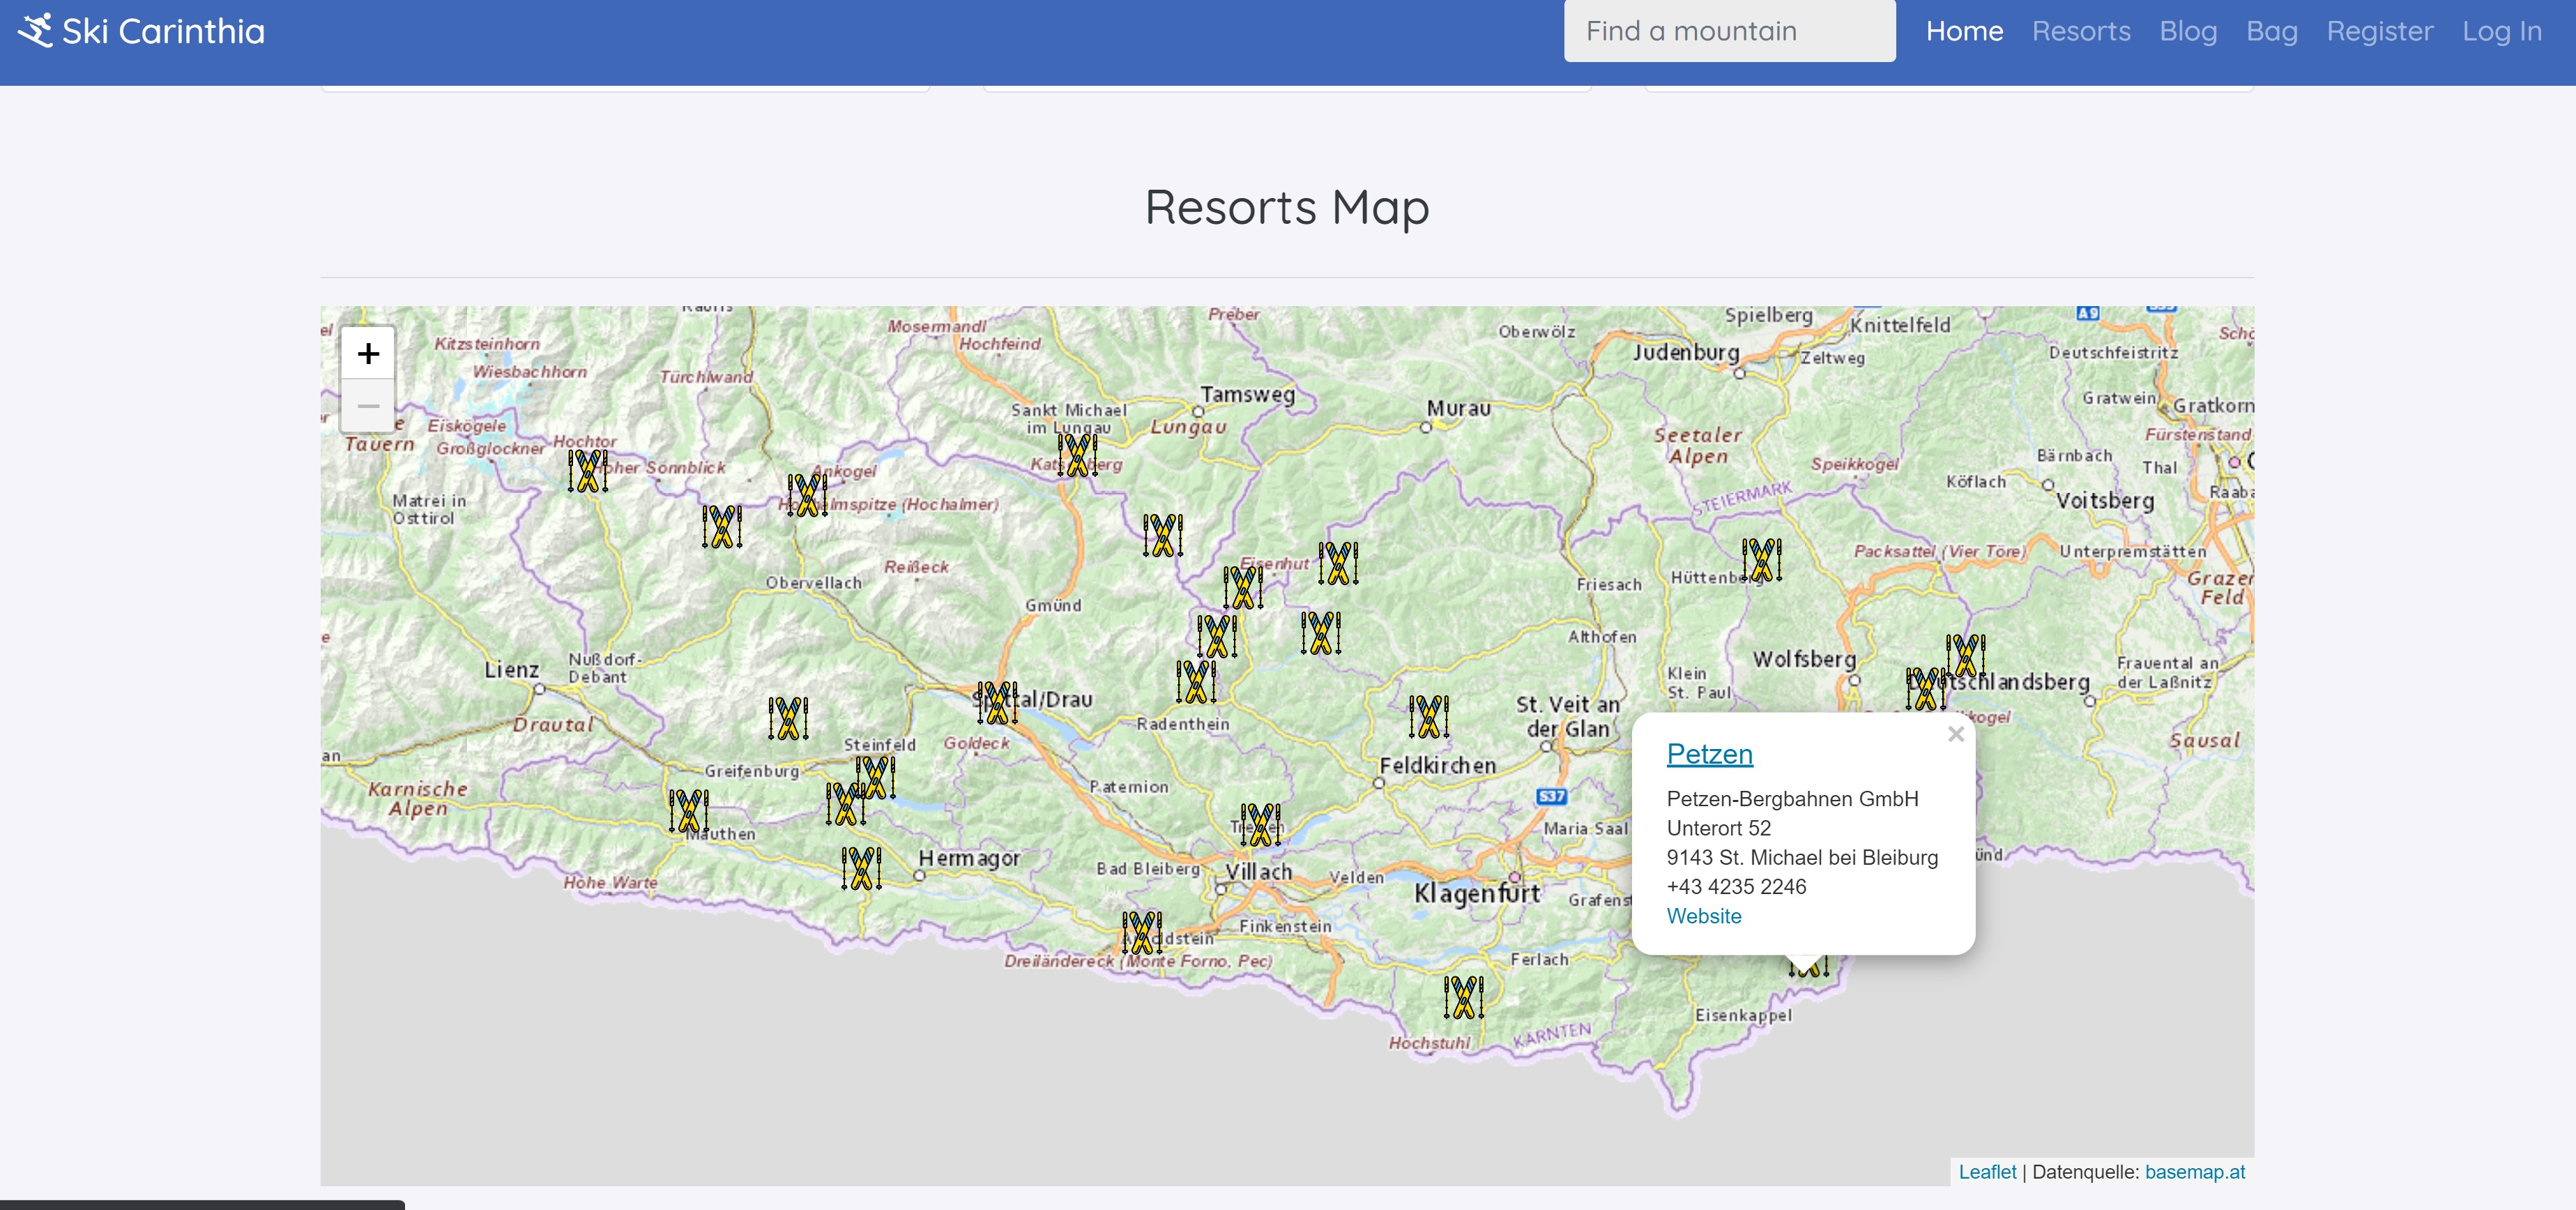 Ski Carinthia
Find a mountain
Home Resorts Blog Bag Register Log In
Resorts Map
+
−
Rauris
Kitzsteinhorn
Wiesbachhorn
Türchlwand
Mosermandl
Hochfeind
Preber
Oberwölz
Spielberg
Knittelfeld
A9
Judenburg
Zeltweg
Deutschfeistritz
Tauern
Eiskögele
Großglockner
Hochtor
Hoher Sonnblick
Ankogel
Sankt Michael
im Lungau
Tamsweg
Lungau
Murau
Seetaler
Alpen
Speikkogel
Gratwein
Gratkorn
Fürstenstand
Bärnbach
Thal
Matrei in
Osttirol
Hochalmspitze (Hochalmer)
Katschberg
STEIERMARK
Köflach
Voitsberg
Obervellach
Reißeck
Gmünd
Eisenhut
Friesach
Hüttenberg
Packsattel (Vier Töre)
Unterpremstätten
Grazer
Feld
Lienz
Nußdorf-
Debant
Drautal
Spittal/Drau
Radenthein
Althofen
Klein
St. Paul
Wolfsberg
Deutschlandsberg
Frauental an
der Laßnitz
Steinfeld
Goldeck
St. Veit an
der Glan
Sausal
Karnische
Alpen
Greifenburg
Paternion
Feldkirchen
S37
Mauthen
Treffen
Maria Saal
Hermagor
Bad Bleiberg
Villach
Velden
Klagenfurt
Hohe Warte
Arnoldstein
Finkenstein
Dreiländereck (Monte Forno, Pec)
Ferlach
Hochstuhl
KÄRNTEN
Eisenkappel
Petzen
×
Petzen-Bergbahnen GmbH
Unterort 52
9143 St. Michael bei Bleiburg
+43 4235 2246
Website
Leaflet | Datenquelle: basemap.at